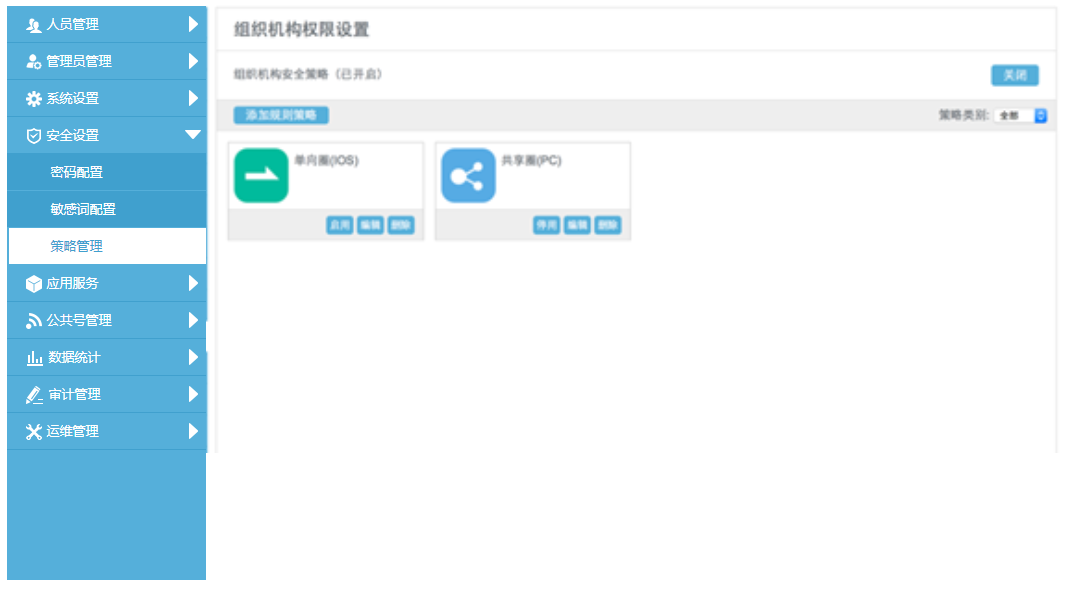 人员管理
管理员管理
系统设置
安全设置
密码配置
敏感词配置
策略管理
应用服务
公共号管理
数据统计
审计管理
运维管理
组织机构权限设置
组织机构安全策略（已开启）
关闭
添加规则策略
策略类别: 全部
单向圈(IOS)
启用 编辑 删除
共享圈(PC)
停用 编辑 删除